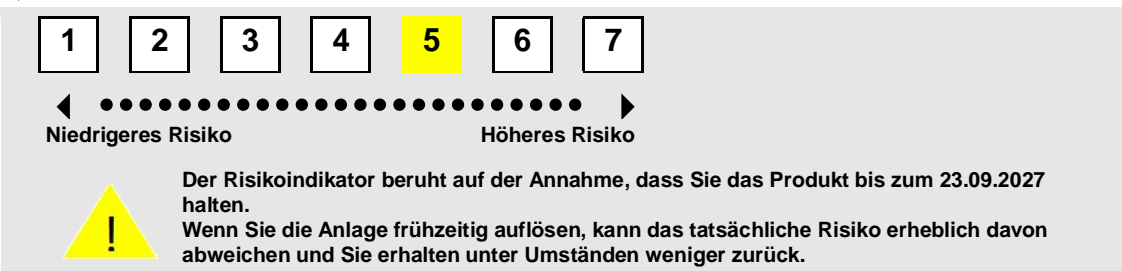 1 2 3 4 5 6 7
Niedrigeres Risiko Höheres Risiko
Der Risikoindikator beruht auf der Annahme, dass Sie das Produkt bis zum 23.09.2027
halten.
Wenn Sie die Anlage frühzeitig auflösen, kann das tatsächliche Risiko erheblich davon
! abweichen und Sie erhalten unter Umständen weniger zurück.